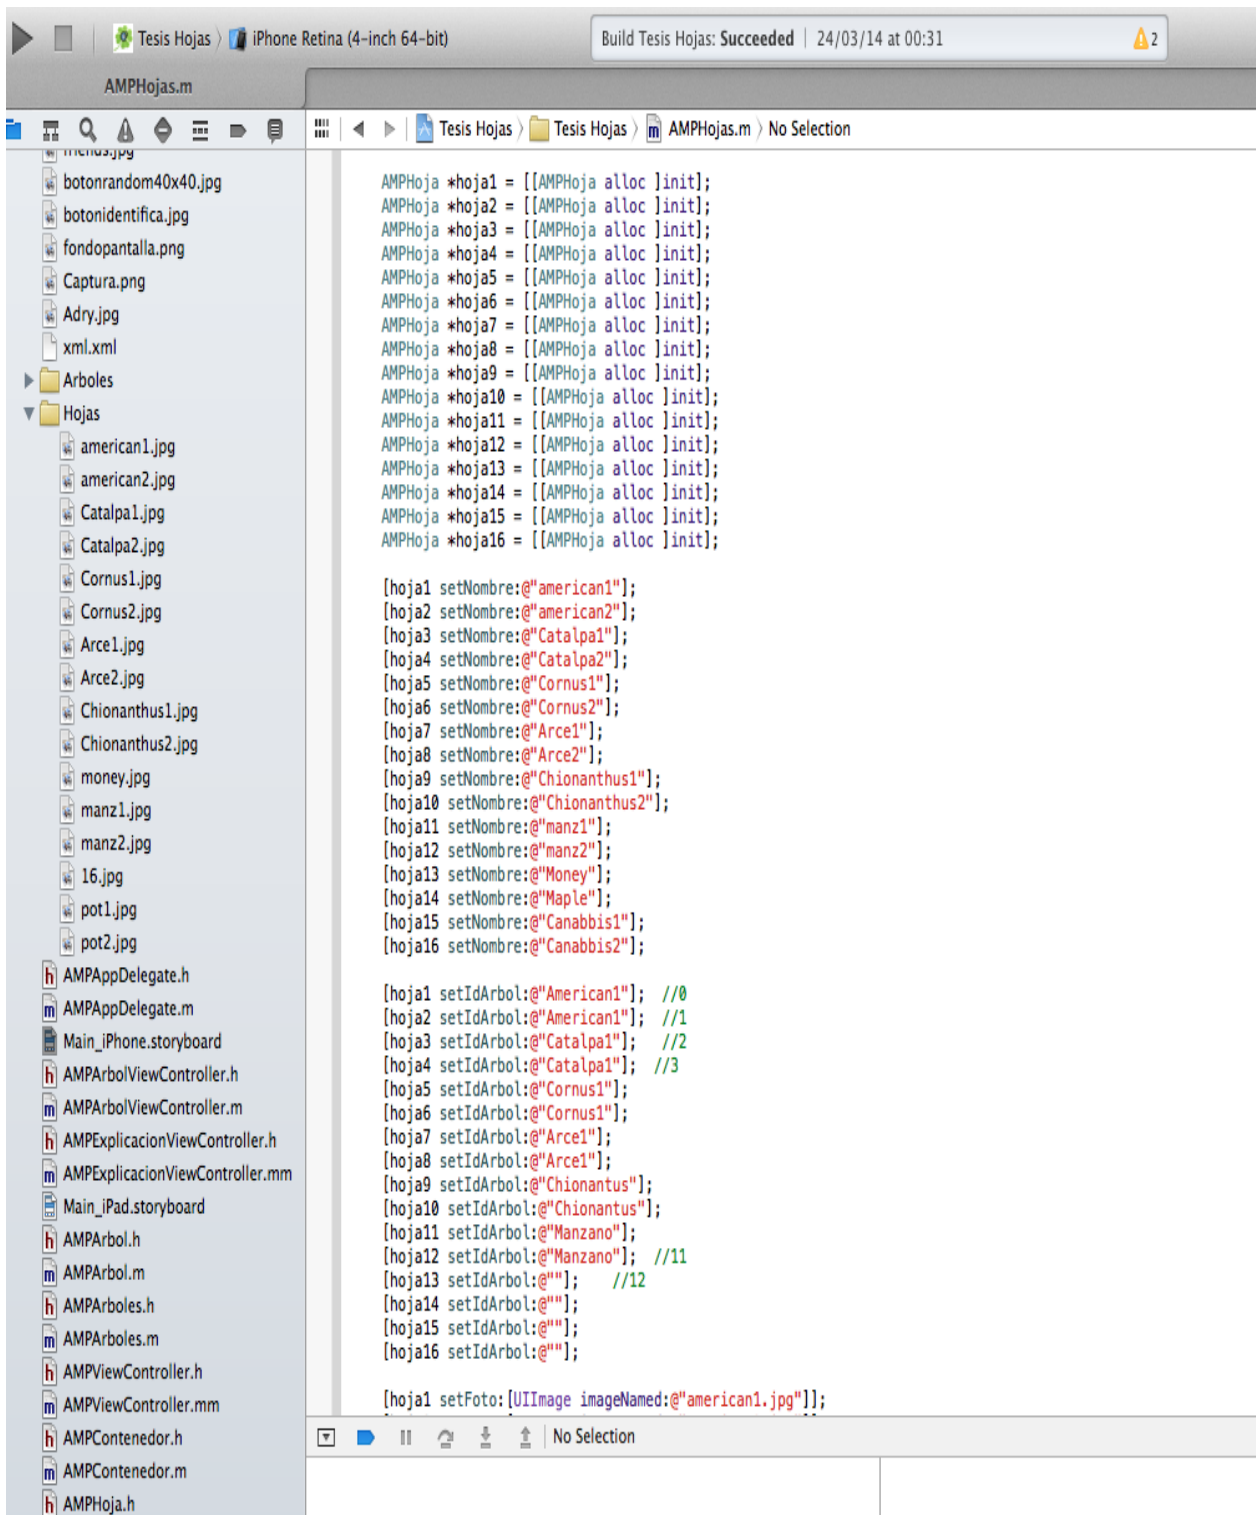 Tesis Hojas 〉 iPhone Retina (4-inch 64-bit)
Build Tesis Hojas: Succeeded | 24/03/14 at 00:31
2
AMPHojas.m
Tesis Hojas 〉 Tesis Hojas 〉 AMPHojas.m 〉 No Selection
friends.jpg
botonrandom40x40.jpg
botonidentifica.jpg
fondopantalla.png
Captura.png
Adry.jpg
xml.xml
Arboles
Hojas
american1.jpg
american2.jpg
Catalpa1.jpg
Catalpa2.jpg
Cornus1.jpg
Cornus2.jpg
Arce1.jpg
Arce2.jpg
Chionanthus1.jpg
Chionanthus2.jpg
money.jpg
manz1.jpg
manz2.jpg
16.jpg
pot1.jpg
pot2.jpg
AMPAppDelegate.h
AMPAppDelegate.m
Main_iPhone.storyboard
AMPArbolViewController.h
AMPArbolViewController.m
AMPExplicacionViewController.h
AMPExplicacionViewController.mm
Main_iPad.storyboard
AMPArbol.h
AMPArbol.m
AMPArboles.h
AMPArboles.m
AMPViewController.h
AMPViewController.mm
AMPContenedor.h
AMPContenedor.m
AMPHoja.h
AMPHoja *hoja1 = [[AMPHoja alloc ]init];
AMPHoja *hoja2 = [[AMPHoja alloc ]init];
AMPHoja *hoja3 = [[AMPHoja alloc ]init];
AMPHoja *hoja4 = [[AMPHoja alloc ]init];
AMPHoja *hoja5 = [[AMPHoja alloc ]init];
AMPHoja *hoja6 = [[AMPHoja alloc ]init];
AMPHoja *hoja7 = [[AMPHoja alloc ]init];
AMPHoja *hoja8 = [[AMPHoja alloc ]init];
AMPHoja *hoja9 = [[AMPHoja alloc ]init];
AMPHoja *hoja10 = [[AMPHoja alloc ]init];
AMPHoja *hoja11 = [[AMPHoja alloc ]init];
AMPHoja *hoja12 = [[AMPHoja alloc ]init];
AMPHoja *hoja13 = [[AMPHoja alloc ]init];
AMPHoja *hoja14 = [[AMPHoja alloc ]init];
AMPHoja *hoja15 = [[AMPHoja alloc ]init];
AMPHoja *hoja16 = [[AMPHoja alloc ]init];
[hoja1 setNombre:@"american1"];
[hoja2 setNombre:@"american2"];
[hoja3 setNombre:@"Catalpa1"];
[hoja4 setNombre:@"Catalpa2"];
[hoja5 setNombre:@"Cornus1"];
[hoja6 setNombre:@"Cornus2"];
[hoja7 setNombre:@"Arce1"];
[hoja8 setNombre:@"Arce2"];
[hoja9 setNombre:@"Chionanthus1"];
[hoja10 setNombre:@"Chionanthus2"];
[hoja11 setNombre:@"manz1"];
[hoja12 setNombre:@"manz2"];
[hoja13 setNombre:@"Money"];
[hoja14 setNombre:@"Maple"];
[hoja15 setNombre:@"Canabbis1"];
[hoja16 setNombre:@"Canabbis2"];
[hoja1 setIdArbol:@"American1"]; //0
[hoja2 setIdArbol:@"American1"]; //1
[hoja3 setIdArbol:@"Catalpa1"]; //2
[hoja4 setIdArbol:@"Catalpa1"]; //3
[hoja5 setIdArbol:@"Cornus1"];
[hoja6 setIdArbol:@"Cornus1"];
[hoja7 setIdArbol:@"Arce1"];
[hoja8 setIdArbol:@"Arce1"];
[hoja9 setIdArbol:@"Chionantus"];
[hoja10 setIdArbol:@"Chionantus"];
[hoja11 setIdArbol:@"Manzano"];
[hoja12 setIdArbol:@"Manzano"]; //11
[hoja13 setIdArbol:@""]; //12
[hoja14 setIdArbol:@""];
[hoja15 setIdArbol:@""];
[hoja16 setIdArbol:@""];
[hoja1 setFoto:[UIImage imageNamed:@"american1.jpg"]];
No Selection